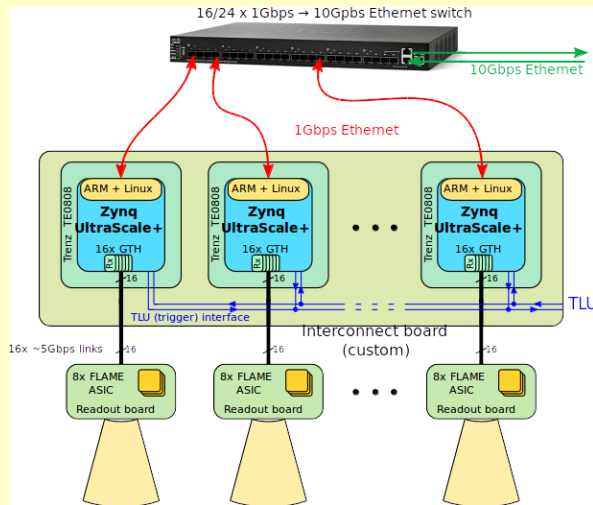 16/24 x 1Gbps → 10Gpbs Ethernet switch
10Gbps Ethernet
1Gbps Ethernet
Trenz TE0808
ARM + Linux
Zynq
UltraScale+
16x GTH
Rx
16
Trenz TE0808
ARM + Linux
Zynq
UltraScale+
16x GTH
Rx
16
Trenz TE0808
ARM + Linux
Zynq
UltraScale+
16x GTH
Rx
16
TLU
TLU (trigger) interface
Interconnect board
(custom)
16x ~5Gbps links
16
16
16
8x FLAME
ASIC
Readout board
8x FLAME
ASIC
Readout board
8x FLAME
ASIC
Readout board